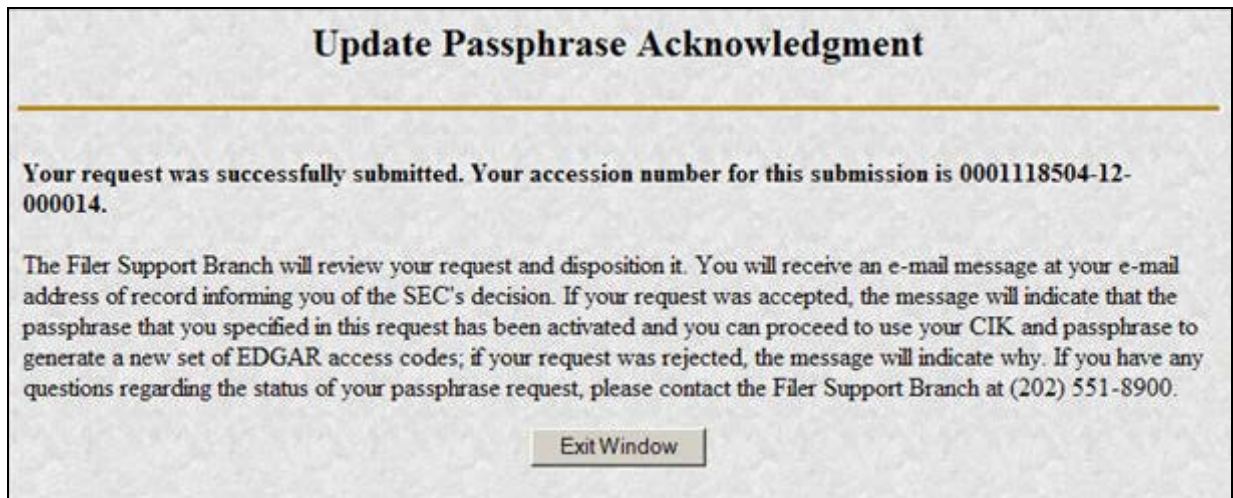 Update Passphrase Acknowledgment
Your request was successfully submitted. Your accession number for this submission is 0001118504-12-
000014.
The Filer Support Branch will review your request and disposition it. You will receive an e-mail message at your e-mail
address of record informing you of the SEC's decision. If your request was accepted, the message will indicate that the
passphrase that you specified in this request has been activated and you can proceed to use your CIK and passphrase to
generate a new set of EDGAR access codes; if your request was rejected, the message will indicate why. If you have any
questions regarding the status of your passphrase request, please contact the Filer Support Branch at (202) 551-8900.
Exit Window